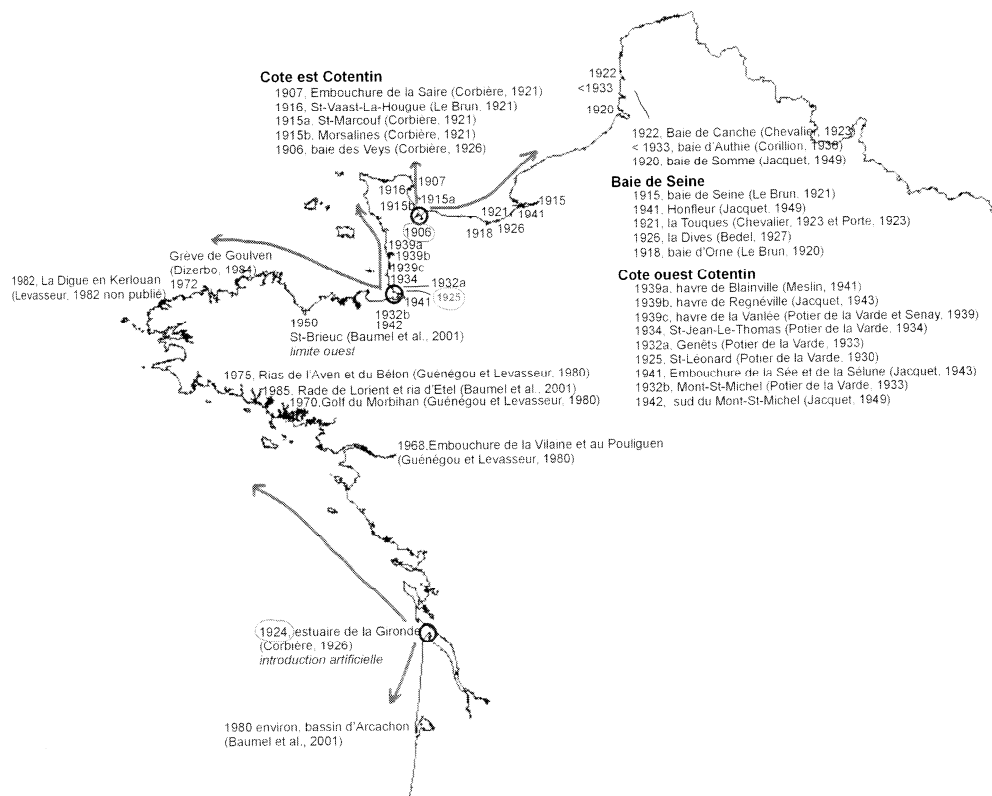 Cote est Cotentin
1907, Embouchure de la Saire (Corbière, 1921)
1916, St-Vaast-La-Hougue (Le Brun, 1921)
1915a, St-Marcouf (Corbière, 1921)
1915b, Morsalines (Corbière, 1921)
1906, baie des Veys (Corbière, 1926)
1922
<1933
1920
1922, Baie de Canche (Chevalier, 1923)
< 1933, baie d'Authie (Corillion, 1938)
1920, baie de Somme (Jacquet, 1949)
Baie de Seine
1915, baie de Seine (Le Brun, 1921)
1941, Honfleur (Jacquet, 1949)
1921, la Touques (Chevalier, 1923 et Porte, 1923)
1926, la Dives (Bedel, 1927)
1918, baie d'Orne (Le Brun, 1920)
Cote ouest Cotentin
1939a, havre de Blainville (Meslin, 1941)
1939b, havre de Regnéville (Jacquet, 1943)
1939c, havre de la Vanlée (Potier de la Varde et Senay, 1939)
1934, St-Jean-Le-Thomas (Potier de la Varde, 1934)
1932a, Genêts (Potier de la Varde, 1933)
1925, St-Léonard (Potier de la Varde, 1930)
1941, Embouchure de la Sée et de la Sélune (Jacquet, 1943)
1932b, Mont-St-Michel (Potier de la Varde, 1933)
1942, sud du Mont-St-Michel (Jacquet, 1949)
1907
1916
1915a
1915b
1906
1915
1921
1941
1926
1918
1939a
1939b
1939c
1934
1932a
1925
1941
1932b
1942
Grève de Goulven
(Dizerbo, 1984)
1972
1982, La Digue en Kerlouan
(Levasseur, 1982 non publié)
1950
St-Brieuc (Baumel et al., 2001)
limite ouest
1975, Rias de l'Aven et du Bélon (Guénégou et Levasseur, 1980)
1985, Rade de Lorient et ria d'Etel (Baumel et al., 2001)
1970,Golf du Morbihan (Guénégou et Levasseur, 1980)
1968,Embouchure de la Vilaine et au Pouliguen
(Guénégou et Levasseur, 1980)
1924, estuaire de la Gironde
(Corbière, 1926)
introduction artificielle
1980 environ, bassin d'Arcachon
(Baumel et al., 2001)